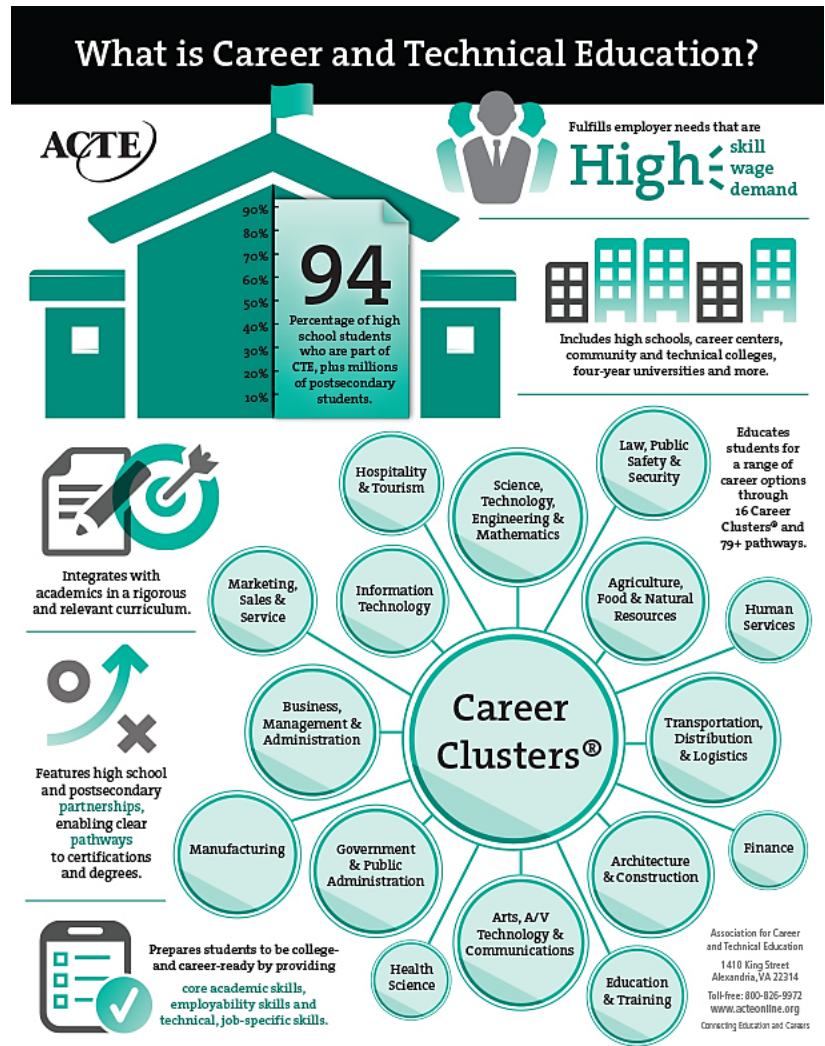 What is Career and Technical Education?
ACTE
Fulfills employer needs that are
High
skill
wage
demand
90%
80%
70%
60%
50%
40%
30%
20%
10%
94
Percentage of high
school students
who are part of
CTE, plus millions
of postsecondary
students.
Includes high schools, career centers,
community and technical colleges,
four-year universities and more.
Integrates with
academics in a rigorous
and relevant curriculum.
Features high school
and postsecondary
partnerships,
enabling clear
pathways
to certifications
and degrees.
Prepares students to be college-
and career-ready by providing
core academic skills,
employability skills and
technical, job-specific skills.
Educates
students for
a range of
career options
through
16 Career
Clusters® and
79+ pathways.
Career
Clusters®
Hospitality
& Tourism
Science,
Technology,
Engineering &
Mathematics
Law, Public
Safety &
Security
Marketing,
Sales &
Service
Information
Technology
Agriculture,
Food & Natural
Resources
Human
Services
Business,
Management &
Administration
Transportation,
Distribution
& Logistics
Manufacturing
Government
& Public
Administration
Architecture
& Construction
Finance
Health
Science
Arts, A/V
Technology &
Communications
Education
& Training
Association for Career
and Technical Education
1410 King Street
Alexandria, VA 22314
Toll-free: 800-826-9972
www.acteonline.org
Connecting Education and Careers